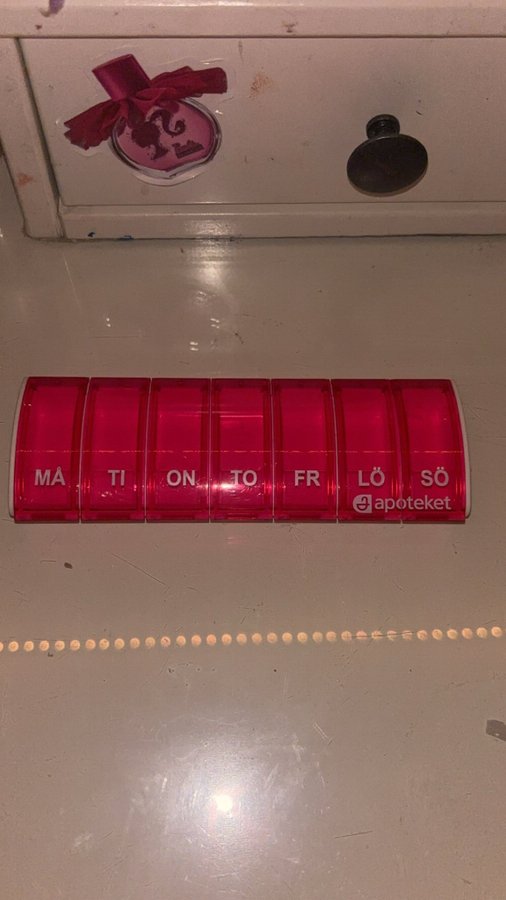 MÅ TI ON TO FR LÖ SÖ
apoteket